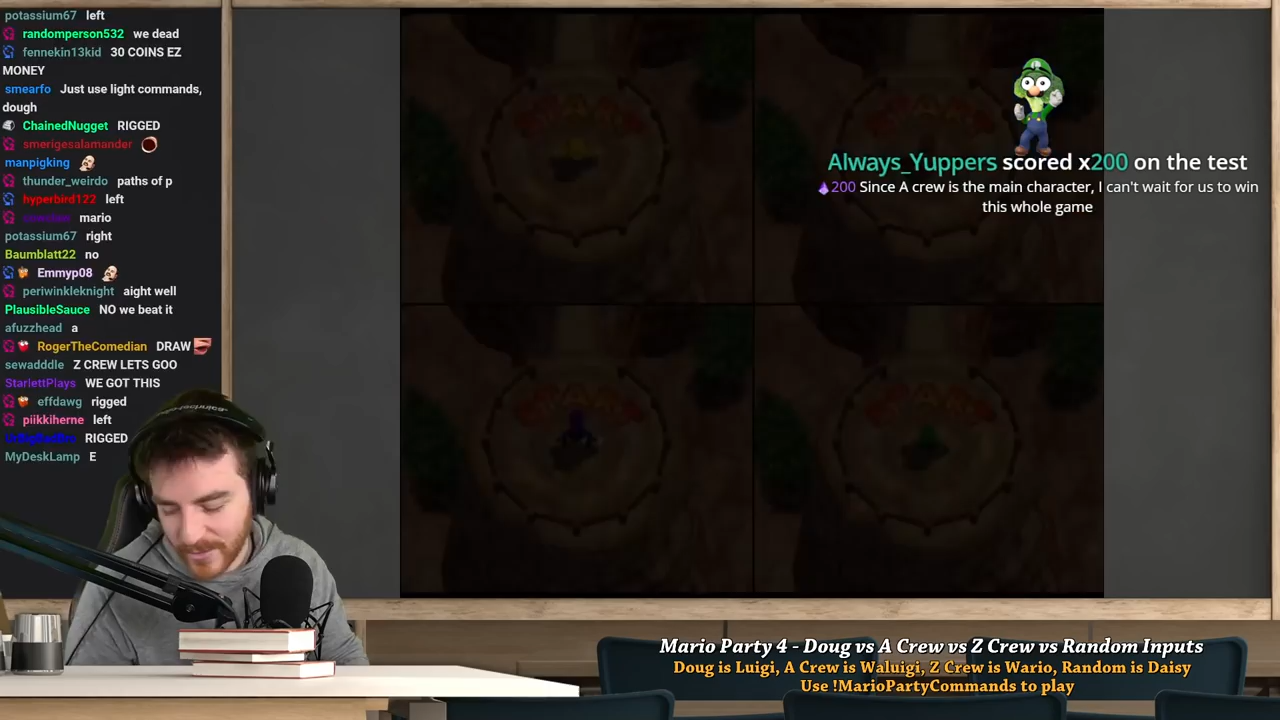 potassium67 left
randomperson532 we dead
fennekin13kid 30 COINS EZ
MONEY
smearfo Just use light commands,
dough
ChainedNugget RIGGED
smerigesalamander
manpigking
thunder_weirdo paths of p
hyperbird122 left
mario
potassium67 right
Baumblatt22 no
Emmyp08
periwinkleknight aight well
PlausibleSauce NO we beat it
afuzzhead a
RogerTheComedian DRAW
sewadddle Z CREW LETS GOO
StarlettPlays WE GOT THIS
effdawg rigged
piikkiherne left
RIGGED
MyDeskLamp E
Always_Yuppers scored x200 on the test
200 Since A crew is the main character, I can't wait for us to win
this whole game
Mario Party 4 - Doug vs A Crew vs Z Crew vs Random Inputs
Doug is Luigi, A Crew is Waluigi, Z Crew is Wario, Random is Daisy
Use !MarioPartyCommands to play